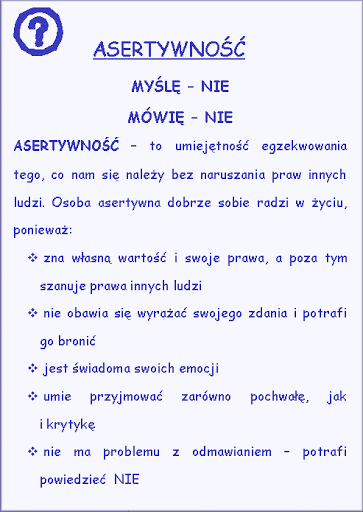 ?
ASERTYWNOŚĆ
MYŚLĘ – NIE
MÓWIĘ – NIE
ASERTYWNOŚĆ – to umiejętność egzekwowania
tego, co nam się należy bez naruszania praw innych
ludzi. Osoba asertywna dobrze sobie radzi w życiu,
ponieważ:
❖ zna własną wartość i swoje prawa, a poza tym
szanuje prawa innych ludzi
❖ nie obawia się wyrażać swojego zdania i potrafi
go bronić
❖ jest świadoma swoich emocji
❖ umie przyjmować zarówno pochwałę, jak
i krytykę
❖ nie ma problemu z odmawianiem – potrafi
powiedzieć NIE